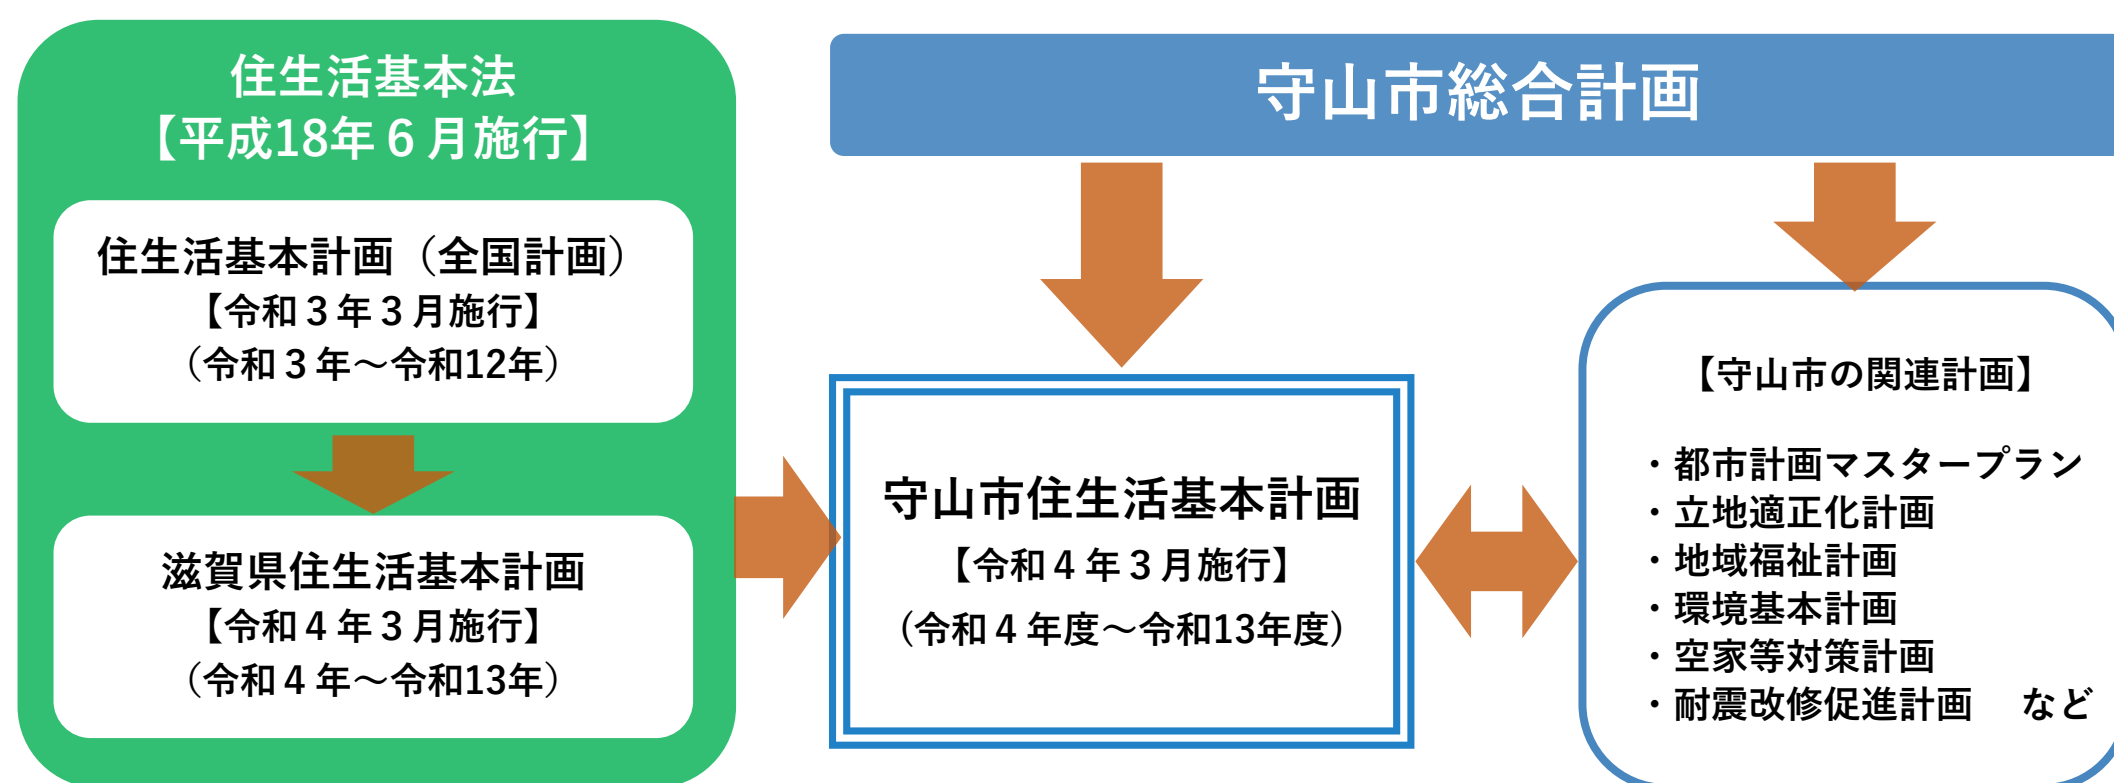 住生活基本法
【平成18年６月施行】
住生活基本計画（全国計画）
【令和３年３月施行】
（令和３年～令和12年）
滋賀県住生活基本計画
【令和４年３月施行】
（令和４年～令和13年）
守山市総合計画
守山市住生活基本計画
【令和４年３月施行】
（令和４年度～令和13年度）
【守山市の関連計画】
・都市計画マスタープラン
・立地適正化計画
・地域福祉計画
・環境基本計画
・空家等対策計画
・耐震改修促進計画　など